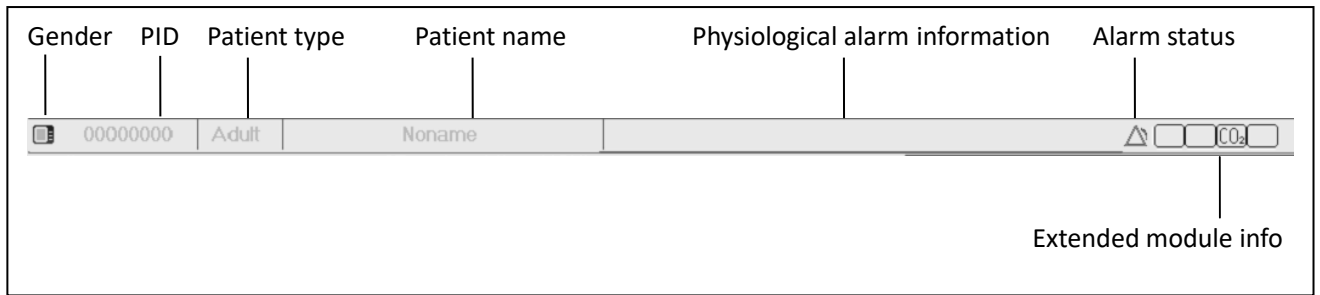 Gender PID Patient type Patient name Physiological alarm information Alarm status
00000000 Adult Noname CO₂
Extended module info